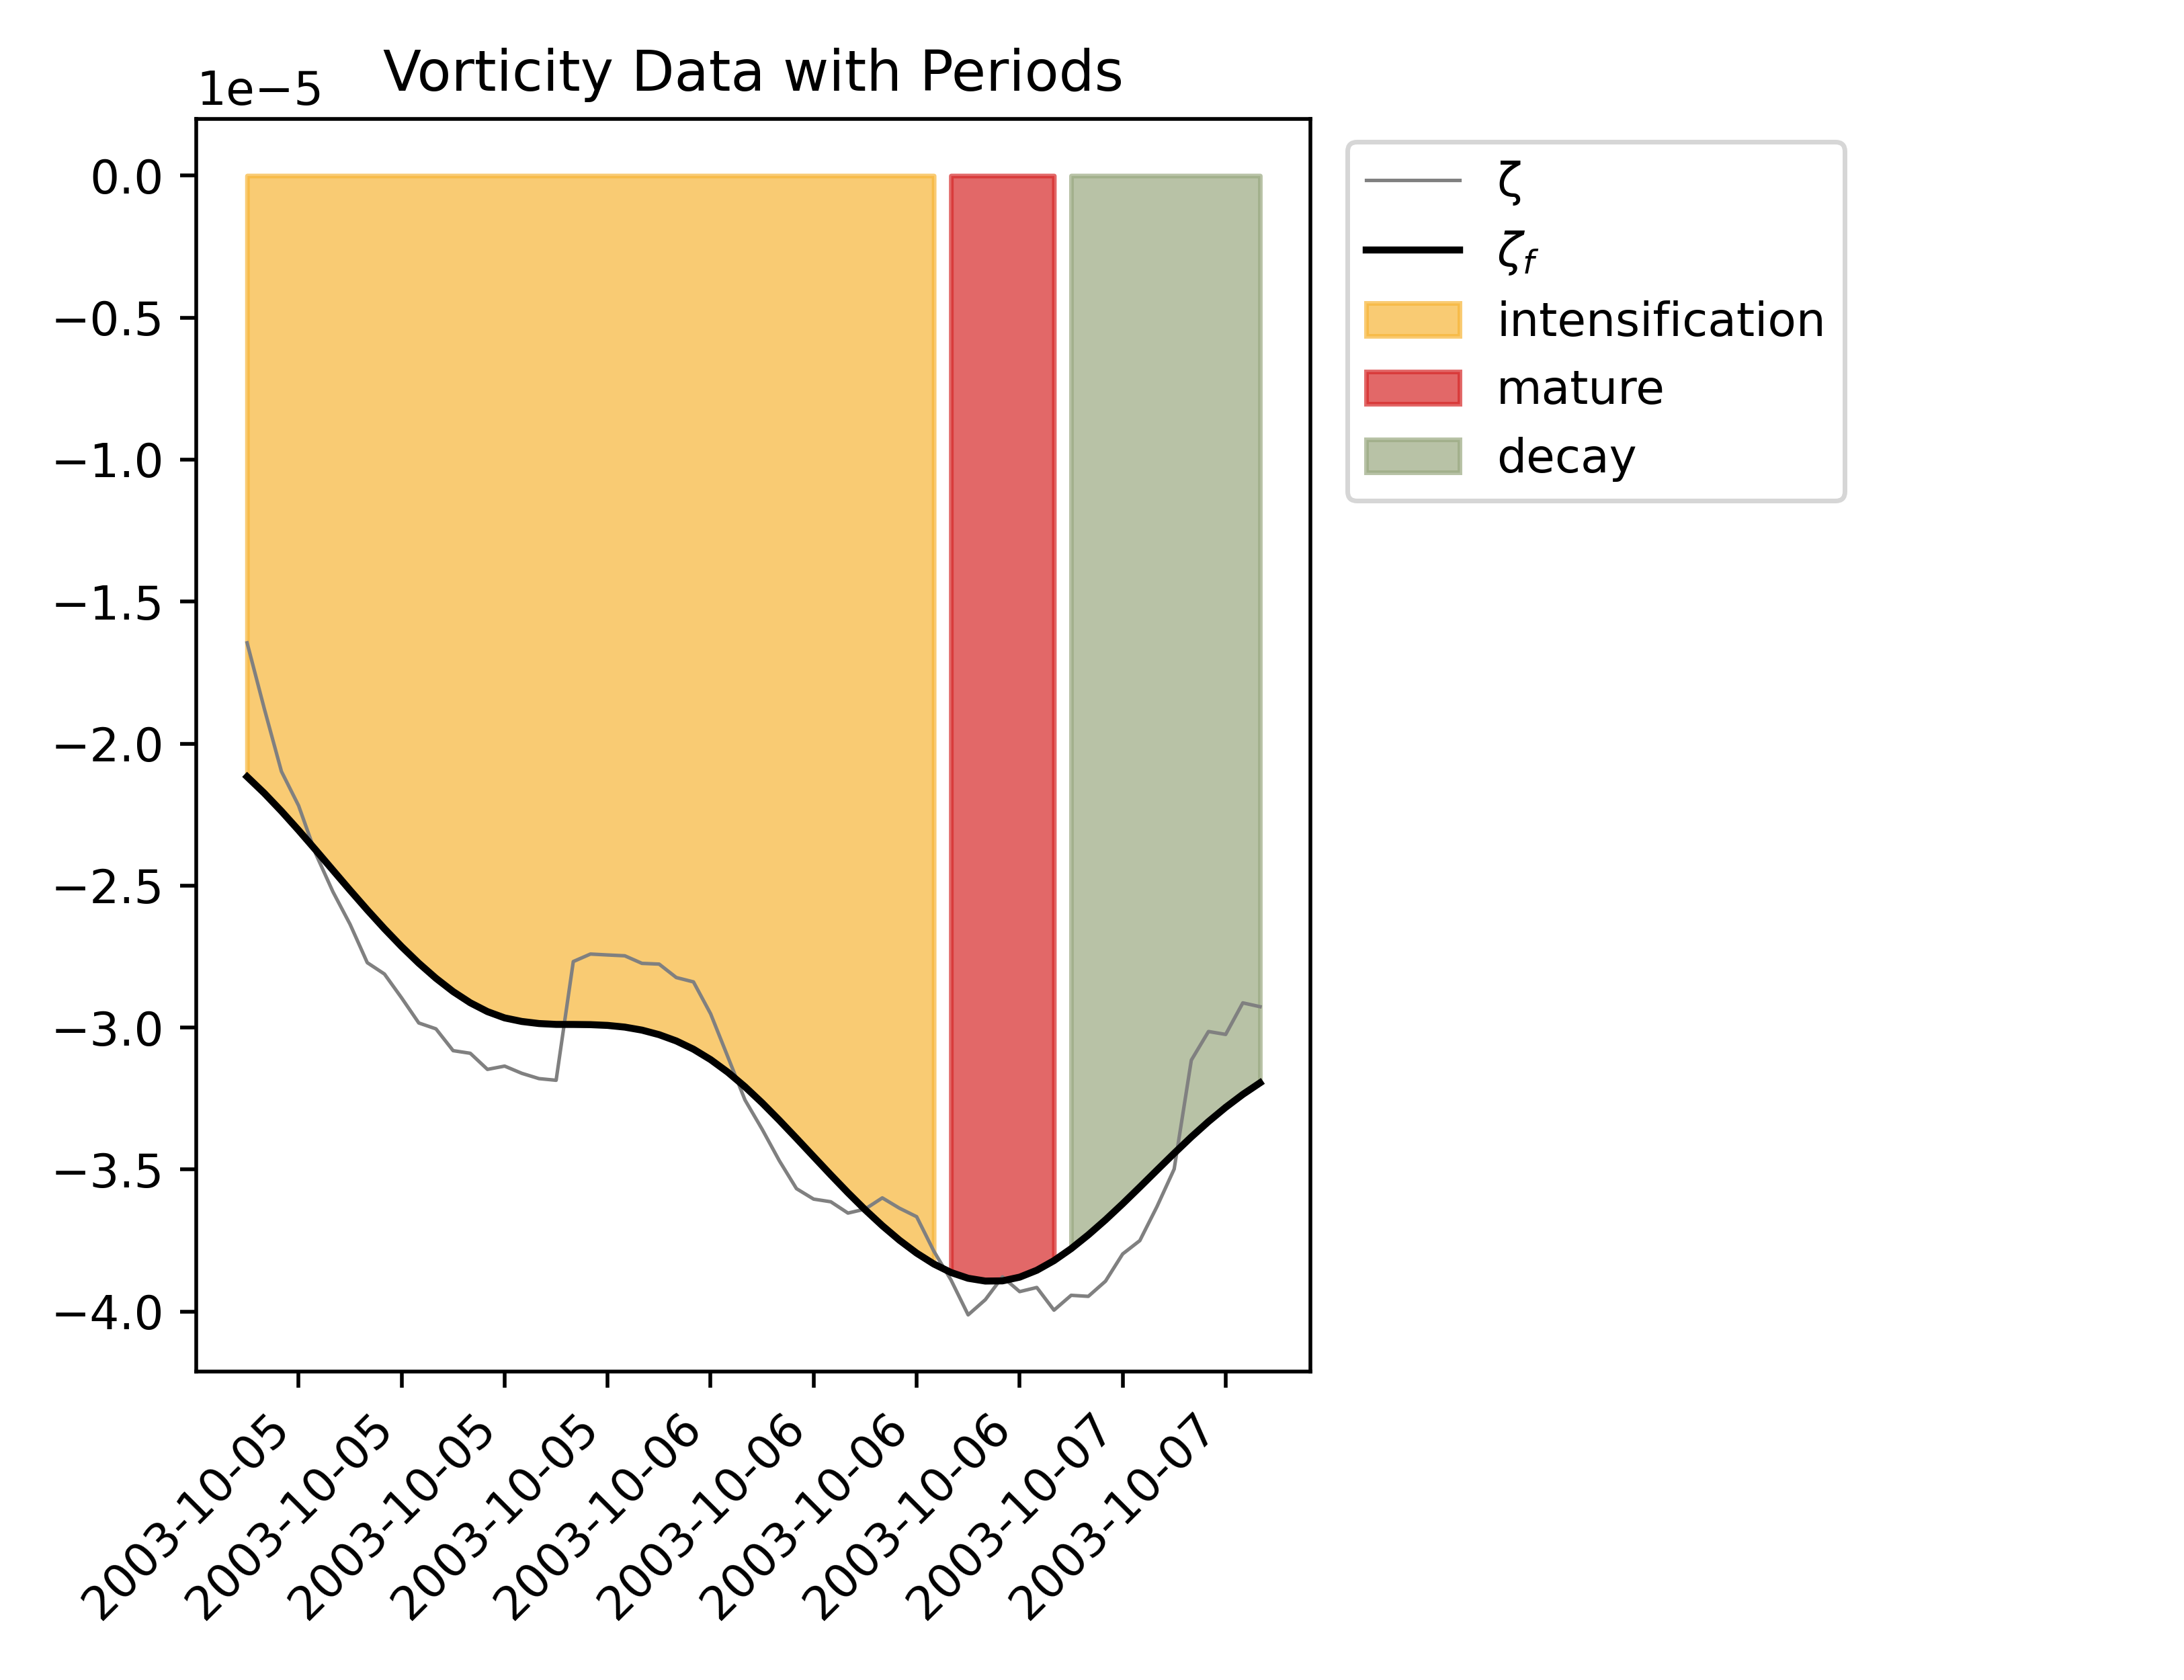 Vorticity Data with Periods
1e−5
0.0
−0.5
−1.0
−1.5
−2.0
−2.5
−3.0
−3.5
−4.0
2003-10-05
2003-10-05
2003-10-05
2003-10-05
2003-10-06
2003-10-06
2003-10-06
2003-10-06
2003-10-07
2003-10-07
ζ
ζf
intensification
mature
decay